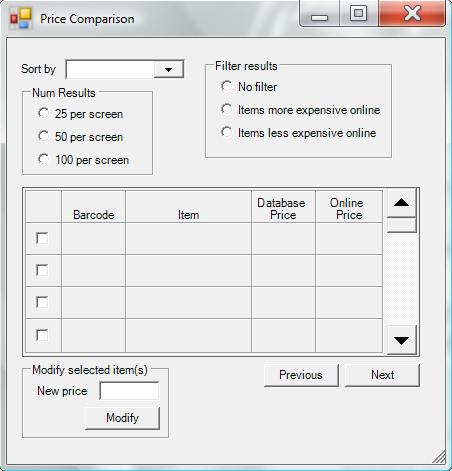 Price Comparison
Sort by
Filter results
No filter
Items more expensive online
Items less expensive online
Num Results
25 per screen
50 per screen
100 per screen
Barcode Item Database Price Online Price
Modify selected item(s)
New price
Modify
Previous Next